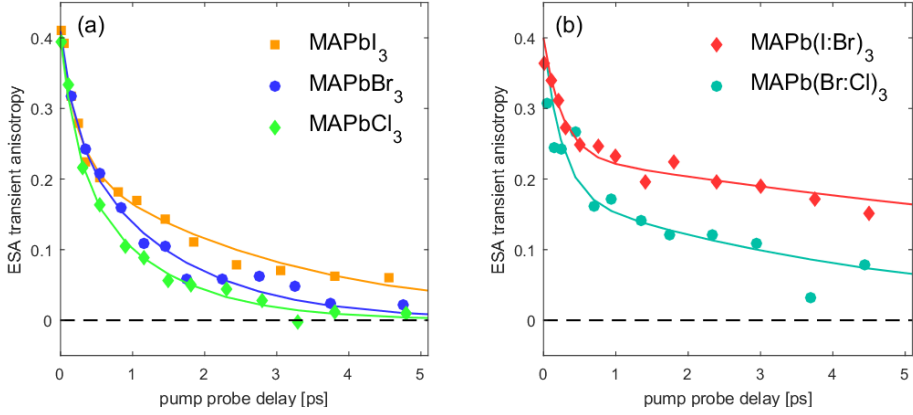 (a)
MAPbI3
MAPbBr3
MAPbCl3
ESA transient anisotropy
0.4
0.3
0.2
0.1
0
0 1 2 3 4 5
pump probe delay [ps]
(b)
MAPb(I:Br)3
MAPb(Br:Cl)3
ESA transient anisotropy
0.4
0.3
0.2
0.1
0
0 1 2 3 4 5
pump probe delay [ps]